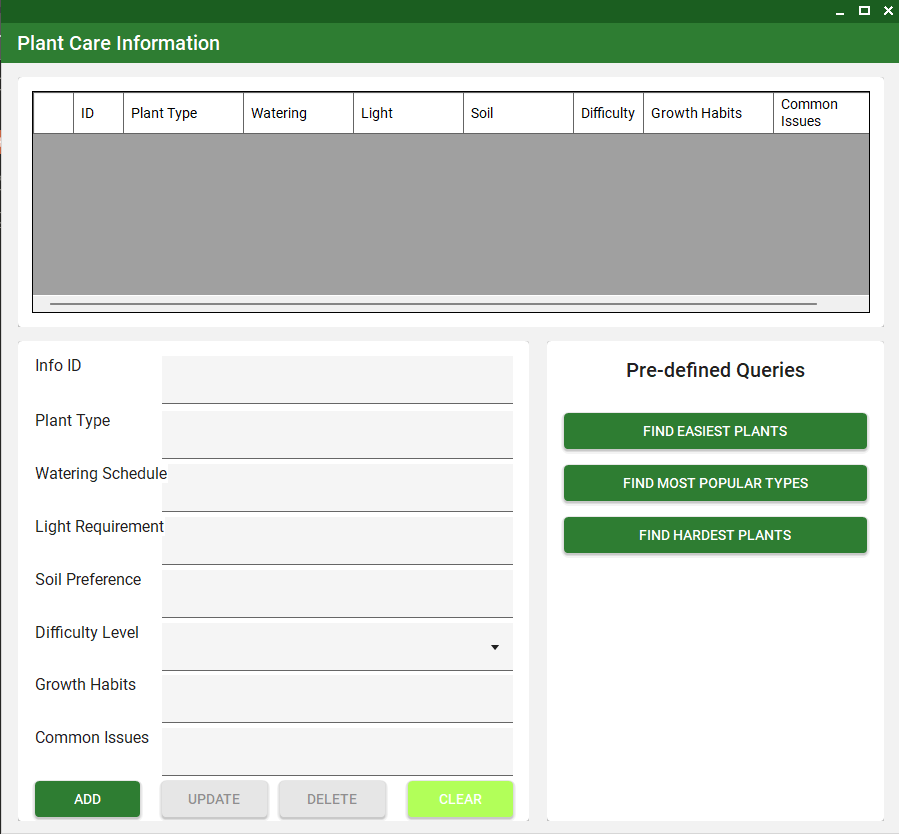 Plant Care Information
ID Plant Type Watering Light Soil Difficulty Growth Habits Common Issues
Info ID
Plant Type
Watering Schedule
Light Requirement
Soil Preference
Difficulty Level
Growth Habits
Common Issues
ADD UPDATE DELETE CLEAR
Pre-defined Queries
FIND EASIEST PLANTS
FIND MOST POPULAR TYPES
FIND HARDEST PLANTS